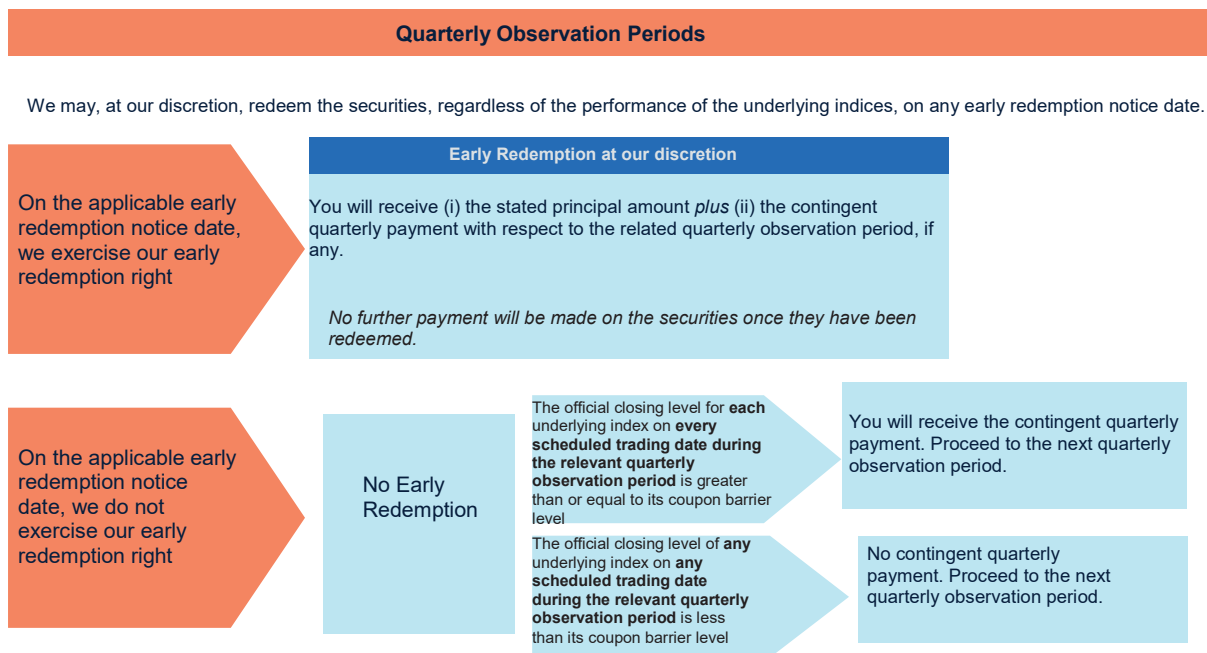 Quarterly Observation Periods
We may, at our discretion, redeem the securities, regardless of the performance of the underlying indices, on any early redemption notice date.
On the applicable early
redemption notice date,
we exercise our early
redemption right
Early Redemption at our discretion
You will receive (i) the stated principal amount plus (ii) the contingent
quarterly payment with respect to the related quarterly observation period, if
any.
No further payment will be made on the securities once they have been
redeemed.
On the applicable early
redemption notice
date, we do not
exercise our early
redemption right
No Early
Redemption
The official closing level for each
underlying index on every
scheduled trading date during
the relevant quarterly
observation period is greater
than or equal to its coupon barrier
level
You will receive the contingent quarterly
payment. Proceed to the next quarterly
observation period.
The official closing level of any
underlying index on any
scheduled trading date
during the relevant quarterly
observation period is less
than its coupon barrier level
No contingent quarterly
payment. Proceed to the next
quarterly observation period.